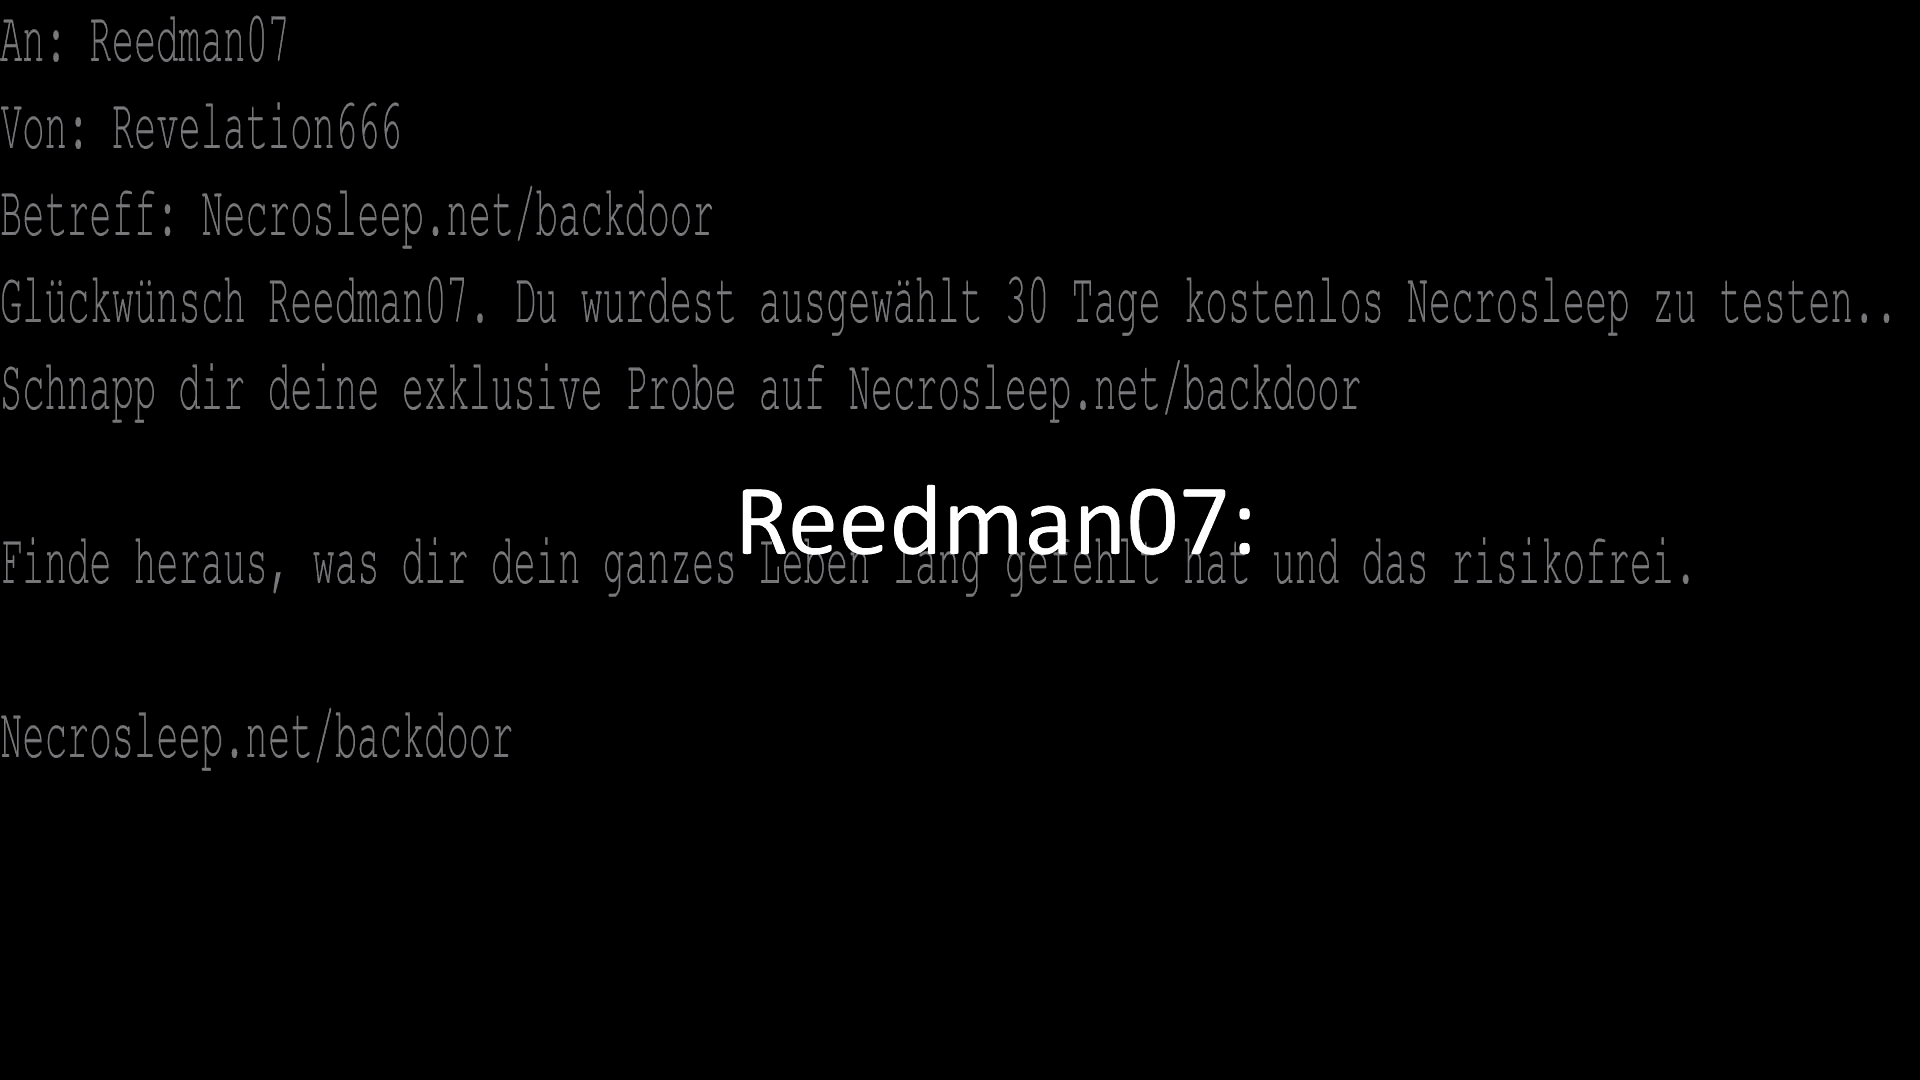 An: Reedman07
Von: Revelation666
Betreff: Necrosleep.net/backdoor
Glückwünsch Reedman07. Du wurdest ausgewählt 30 Tage kostenlos Necrosleep zu testen..
Schnapp dir deine exklusive Probe auf Necrosleep.net/backdoor
Reedman07:
Finde heraus, was dir dein ganzes Leben lang gefehlt hat und das risikofrei.
Necrosleep.net/backdoor